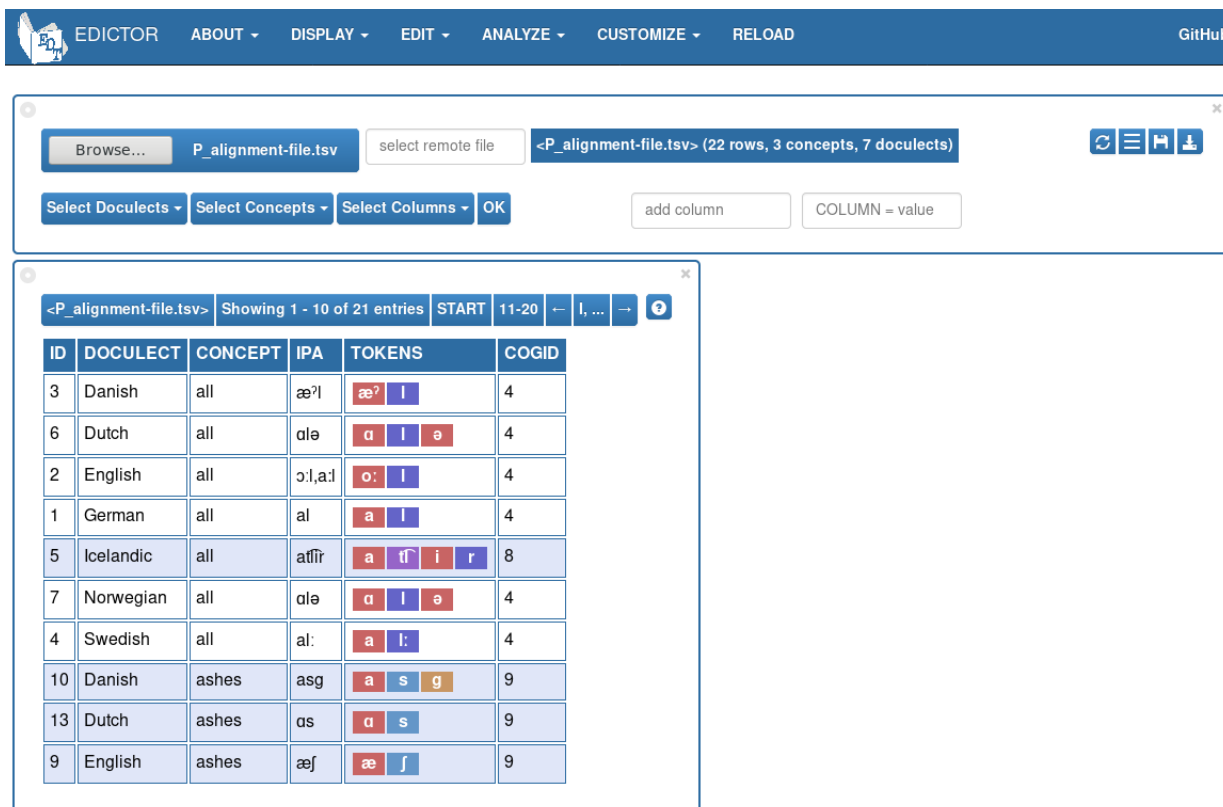 EDICTOR ABOUT DISPLAY EDIT ANALYZE CUSTOMIZE RELOAD
Browse... P_alignment-file.tsv select remote file <P_alignment-file.tsv> (22 rows, 3 concepts, 7 doculects)
Select Doculects Select Concepts Select Columns OK add column COLUMN = value
<P_alignment-file.tsv> Showing 1 - 10 of 21 entries START 11-20 ← I, ... → ?
ID DOCULECT CONCEPT IPA TOKENS COGID
3 Danish all æˀl æˀ l 4
6 Dutch all ɑlə ɑ l ə 4
2 English all ɔːl,aːl oː l 4
1 German all al a l 4
5 Icelandic all a i r 8
7 Norwegian all ɑlə ɑ l ə 4
4 Swedish all alː a lː 4
10 Danish ashes asg a s g 9
13 Dutch ashes ɑs ɑ s 9
9 English ashes æʃ æ ʃ 9